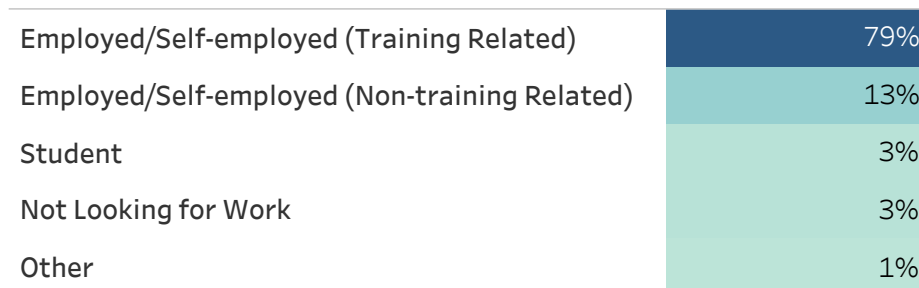 Employed/Self-employed (Training Related) 79%
Employed/Self-employed (Non-training Related) 13%
Student 3%
Not Looking for Work 3%
Other 1%